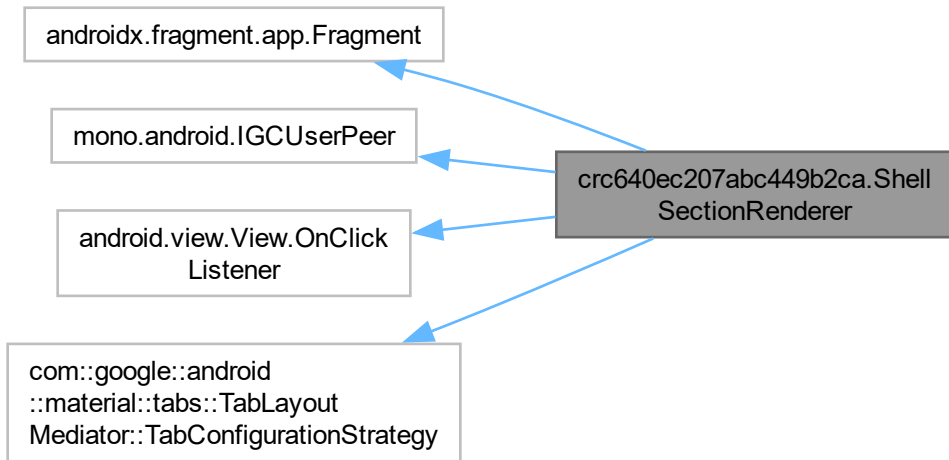 androidx.fragment.app.Fragment
mono.android.IGCUserPeer
crc640ec207abc449b2ca.Shell
SectionRenderer
android.view.View.OnClick
Listener
com::google::android
::material::tabs::TabLayout
Mediator::TabConfigurationStrategy